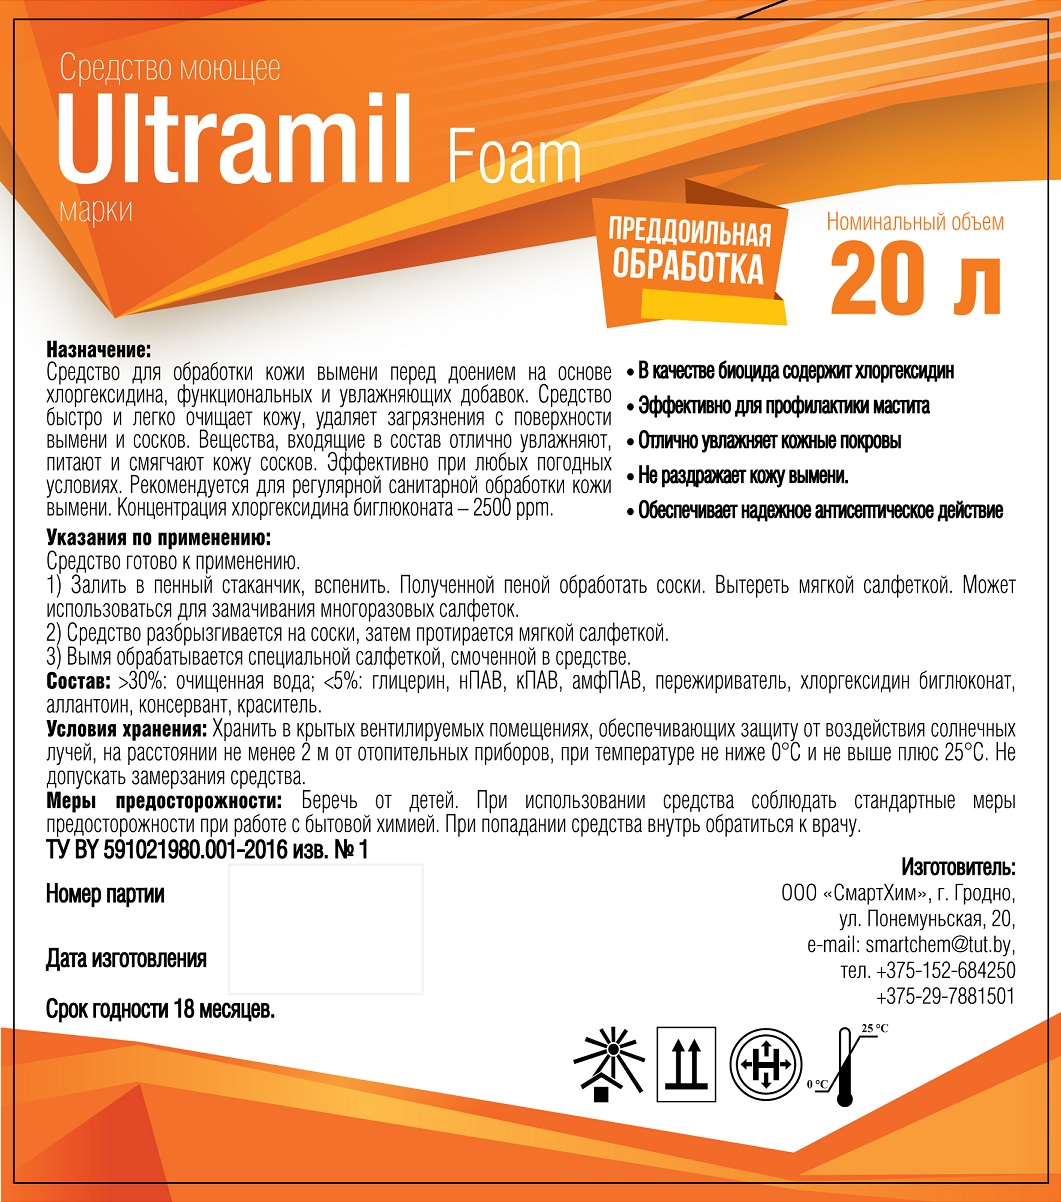 Средство моющее
Ultramil Foam
марки
ПРЕДДОИЛЬНАЯ
ОБРАБОТКА
Номинальный объем
20 л
Назначение:
Средство для обработки кожи вымени перед доением на основе
хлоргексидина, функциональных и увлажняющих добавок. Средство
быстро и легко очищает кожу, удаляет загрязнения с поверхности
вымени и сосков. Вещества, входящие в состав отлично увлажняют,
питают и смягчают кожу сосков. Эффективно при любых погодных
условиях. Рекомендуется для регулярной санитарной обработки кожи
вымени. Концентрация хлоргексидина биглюконата – 2500 ppm.
• В качестве биоцида содержит хлоргексидин
• Эффективно для профилактики мастита
• Отлично увлажняет кожные покровы
• Не раздражает кожу вымени.
• Обеспечивает надежное антисептическое действие
Указания по применению:
Средство готово к применению.
1) Залить в пенный стаканчик, вспенить. Полученной пеной обработать соски. Вытереть мягкой салфеткой. Может
использоваться для замачивания многоразовых салфеток.
2) Средство разбрызгивается на соски, затем протирается мягкой салфеткой.
3) Вымя обрабатывается специальной салфеткой, смоченной в средстве.
Состав: >30%: очищенная вода; <5%: глицерин, нПАВ, кПАВ, амфПАВ, пережириватель, хлоргексидин биглюконат,
аллантоин, консервант, краситель.
Условия хранения: Хранить в крытых вентилируемых помещениях, обеспечивающих защиту от воздействия солнечных
лучей, на расстоянии не менее 2 м от отопительных приборов, при температуре не ниже 0°С и не выше плюс 25°С. Не
допускать замерзания средства.
Меры предосторожности: Беречь от детей. При использовании средства соблюдать стандартные меры
предосторожности при работе с бытовой химией. При попадании средства внутрь обратиться к врачу.
ТУ BY 591021980.001-2016 изв. № 1
Номер партии
Дата изготовления
Срок годности 18 месяцев.
Изготовитель:
ООО «СмартХим», г. Гродно,
ул. Понемуньская, 20,
e-mail: smartchem@tut.by,
тел. +375-152-684250
+375-29-7881501
25 °C
0 °C